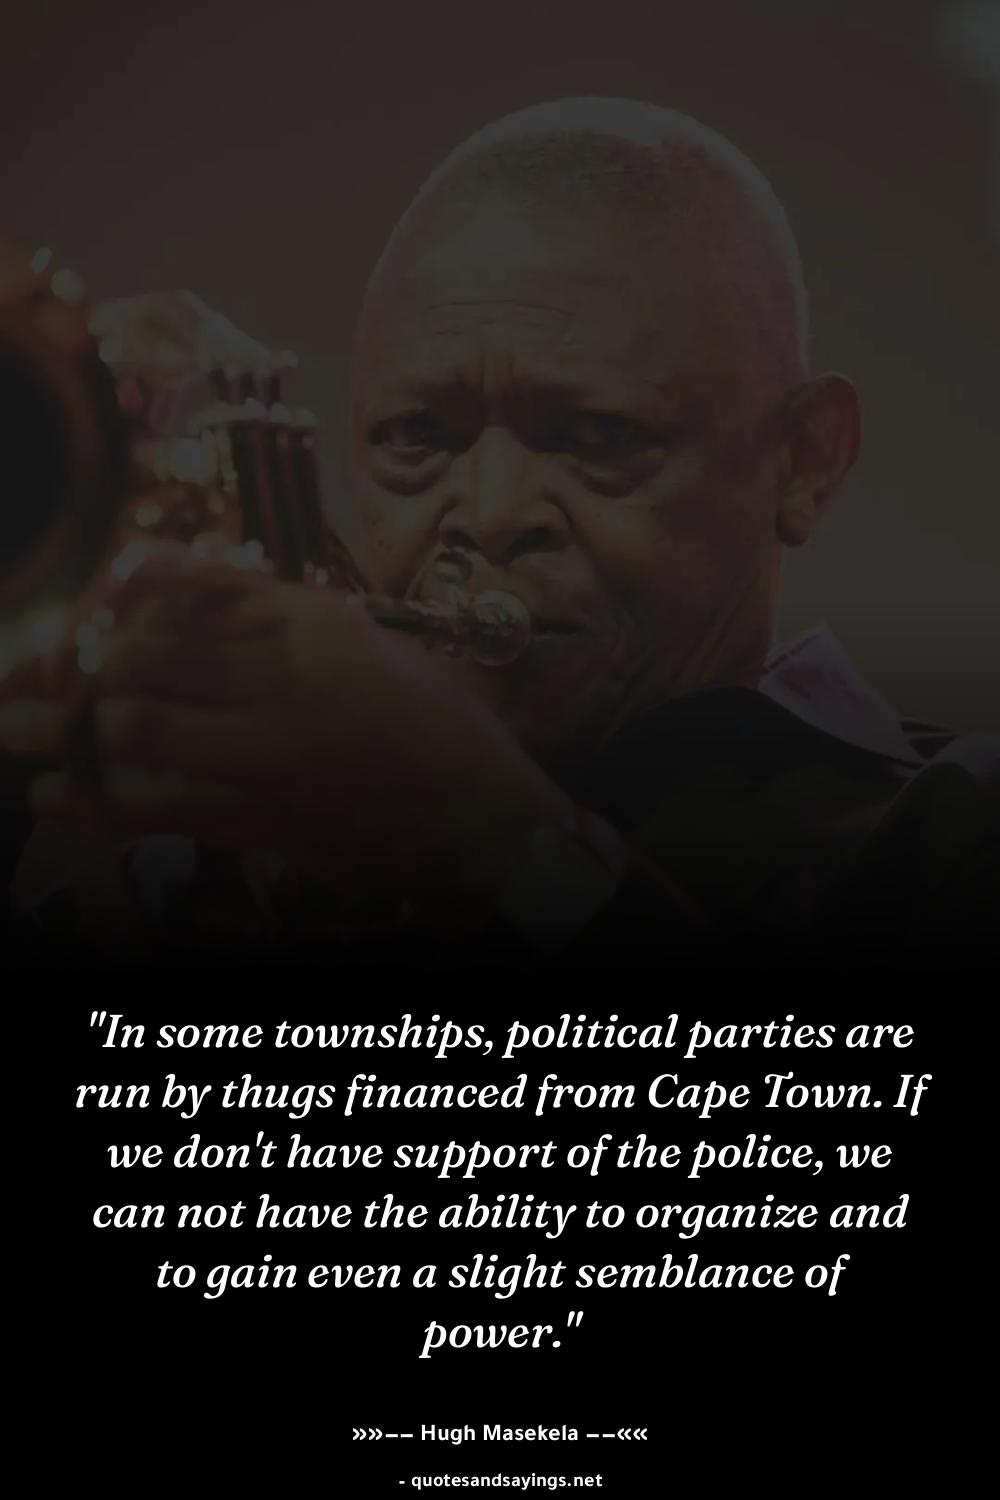 "In some townships, political parties are
run by thugs financed from Cape Town. If
we don't have support of the police, we
can not have the ability to organize and
to gain even a slight semblance of
power."
»»−− Hugh Masekela −−««
- quotesandsayings.net